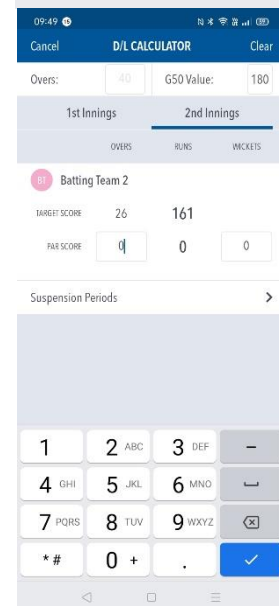 09:49
Cancel D/L CALCULATOR Clear
Overs: 40 G50 Value: 180
1st Innings 2nd Innings
OVERS RUNS WICKETS
BT Batting Team 2
TARGET SCORE 26 161
PAR SCORE 0 0 0
Suspension Periods >
1 2 ABC 3 DEF -
4 GHI 5 JKL 6 MNO
7 PQRS 8 TUV 9 WXYZ
* # 0 + .